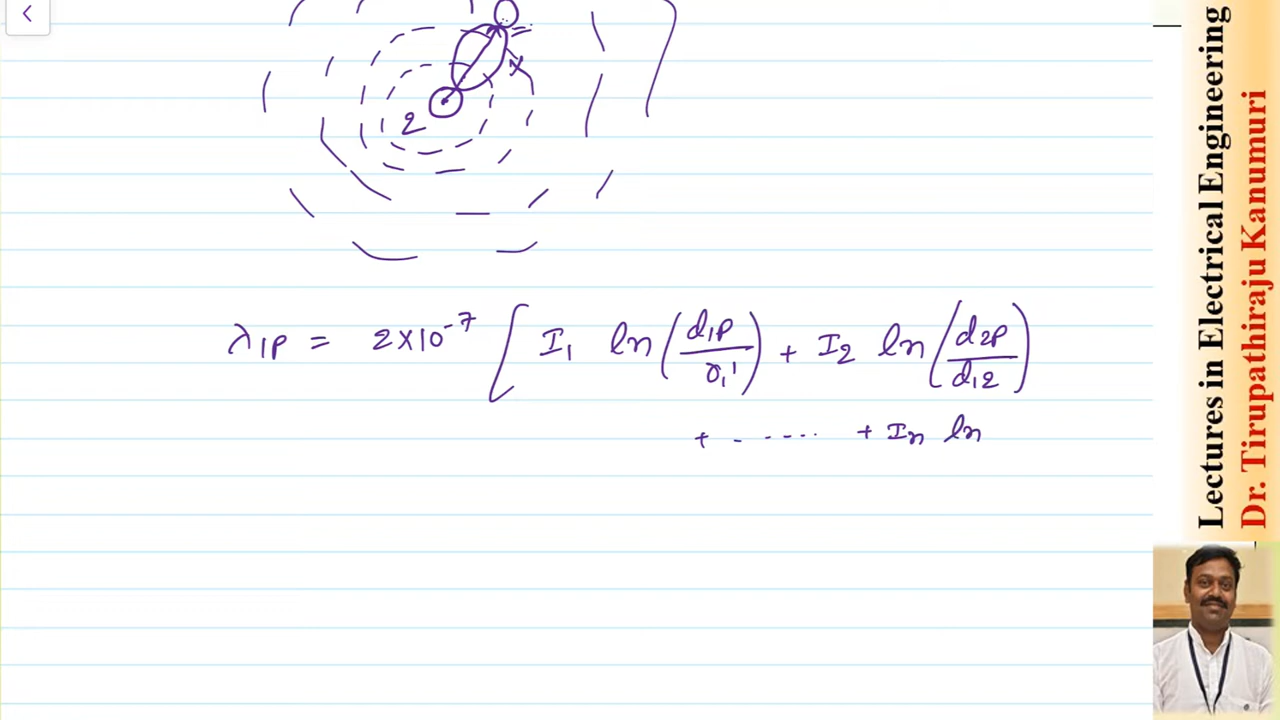 2
x
λ1P = 2×10⁻⁷ [ I₁ ln (d1P / r₁') + I₂ ln (d2P / d12)
+ - ..... + In ln
Lectures in Electrical Engineering
Dr. Tirupathiraju Kanumuri